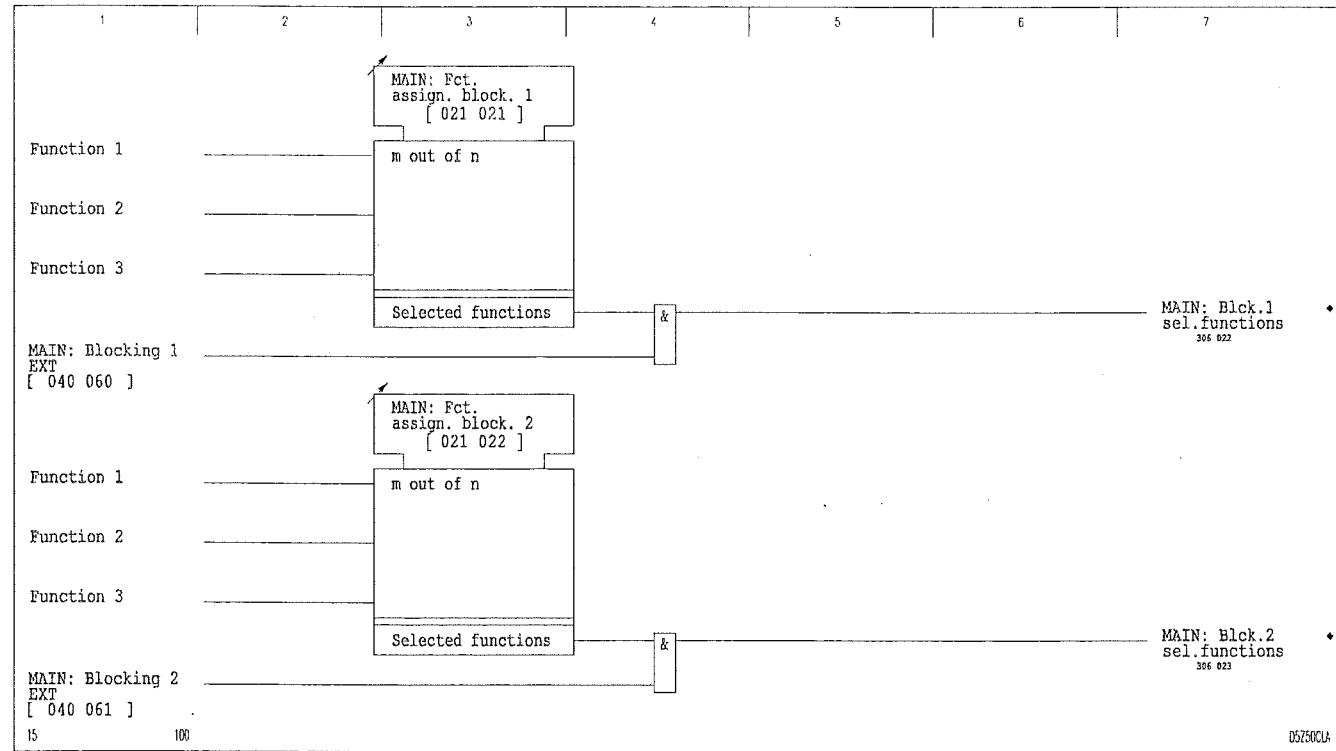 1 2 3 4 5 6 7
MAIN: Fct.
assign. block. 1
[ 021 021 ]
Function 1
m out of n
Function 2
Function 3
Selected functions
&
MAIN: Blck.1
sel.functions
306 022
MAIN: Blocking 1
EXT
[ 040 060 ]
MAIN: Fct.
assign. block. 2
[ 021 022 ]
Function 1
m out of n
Function 2
Function 3
Selected functions
&
MAIN: Blck.2
sel.functions
306 023
MAIN: Blocking 2
EXT
[ 040 061 ]
15 100
D5Z50CLA